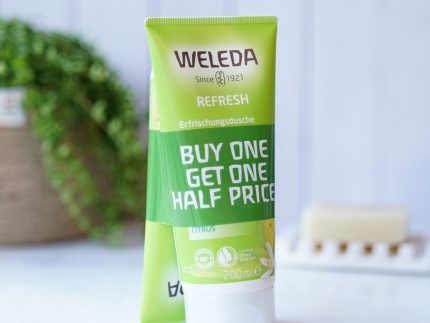 WELEDA
Since 1921
REFRESH
Erfrischungsdusche
BUY ONE
GET ONE
HALF PRICE
CITRUS
200 ml e